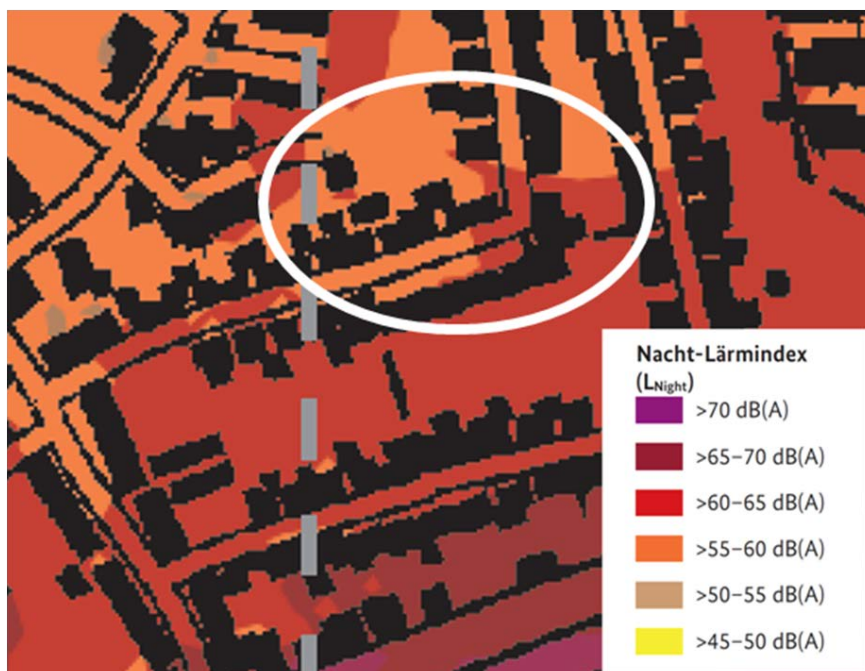 Nacht-Lärmindex
(LNight)
>70 dB(A)
>65–70 dB(A)
>60–65 dB(A)
>55–60 dB(A)
>50–55 dB(A)
>45–50 dB(A)